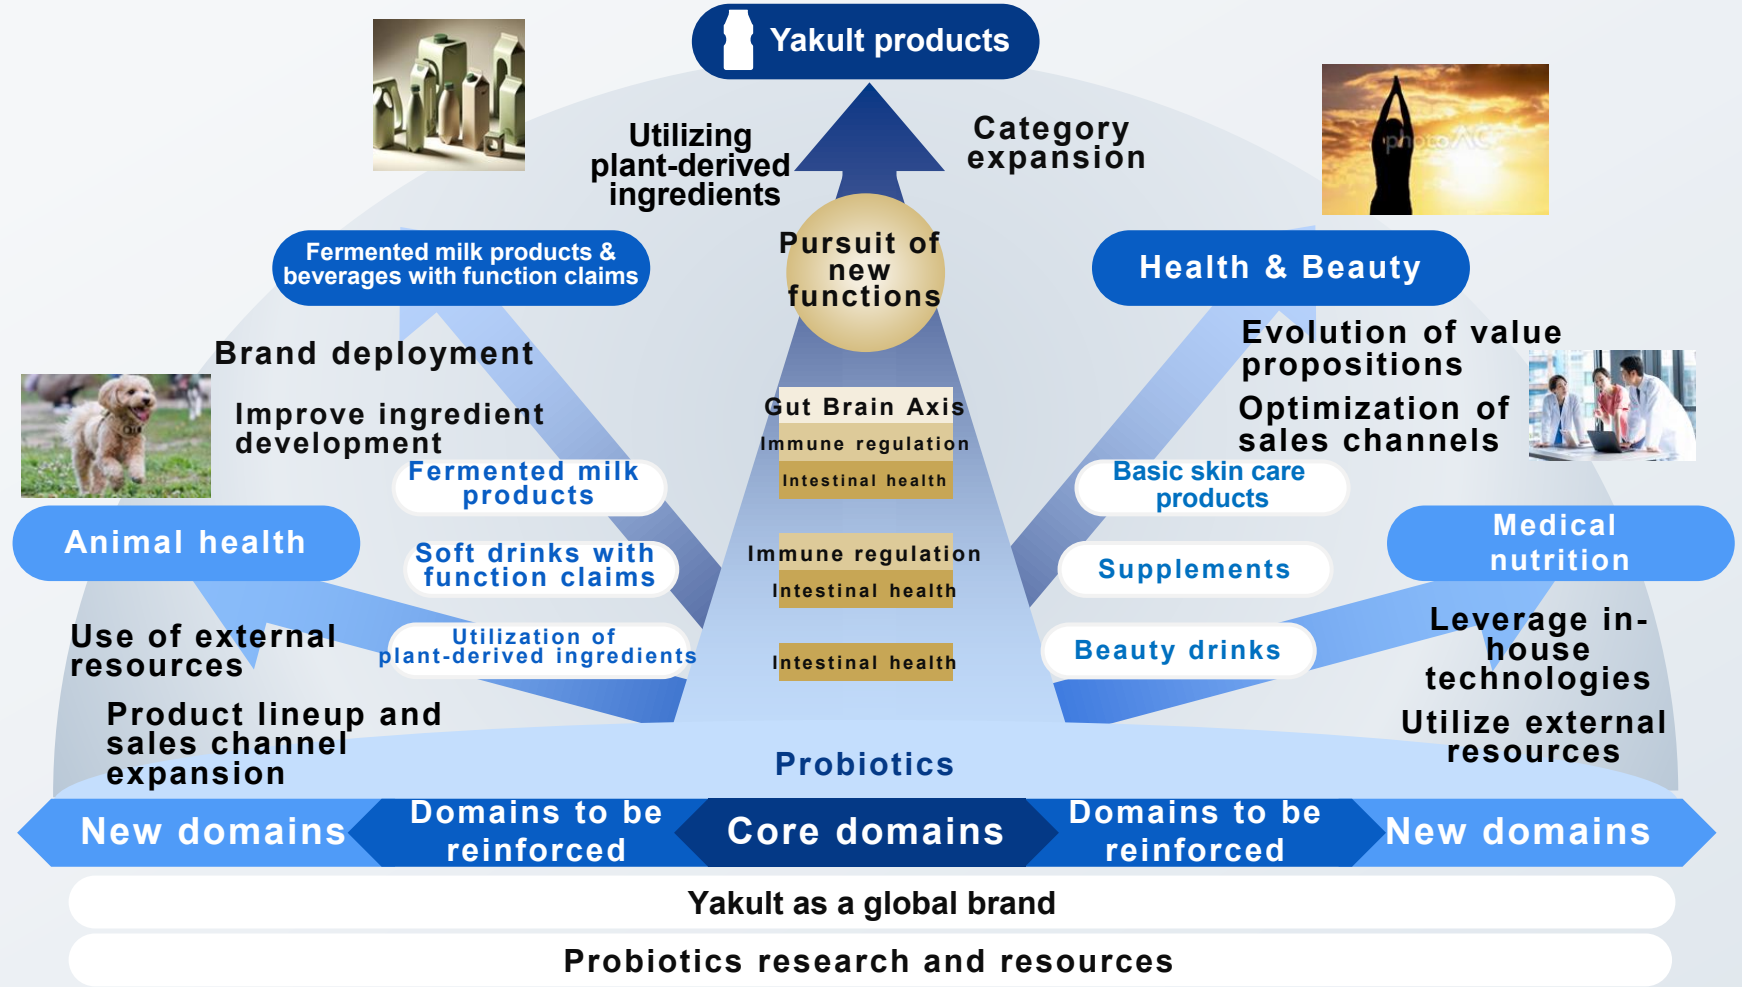 Yakult products
Utilizing
plant-derived
ingredients
Category
expansion
photoAC
Pursuit of
new
functions
Fermented milk products &
beverages with function claims
Health & Beauty
Brand deployment
Improve ingredient
development
Evolution of value
propositions
Optimization of
sales channels
Gut Brain Axis
Immune regulation
Intestinal health
Fermented milk
products
Basic skin care
products
Animal health
Medical
nutrition
Soft drinks with
function claims
Immune regulation
Intestinal health
Supplements
Use of external
resources
Utilization of
plant-derived ingredients
Intestinal health
Beauty drinks
Leverage in-
house
technologies
Product lineup and
sales channel
expansion
Utilize external
resources
Probiotics
New domains
Domains to be
reinforced
Core domains
Domains to be
reinforced
New domains
Yakult as a global brand
Probiotics research and resources